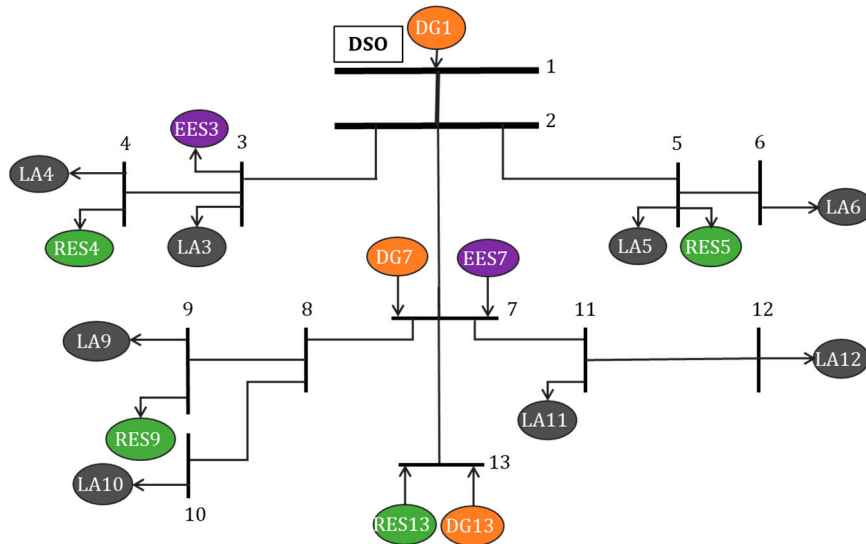 DG1
DSO
1
2
EES3
4
3
5
6
LA4
LA6
RES4
LA3
LA5
RES5
DG7
EES7
9
8
7
11
12
LA9
LA12
LA11
RES9
LA10
13
10
RES13
DG13